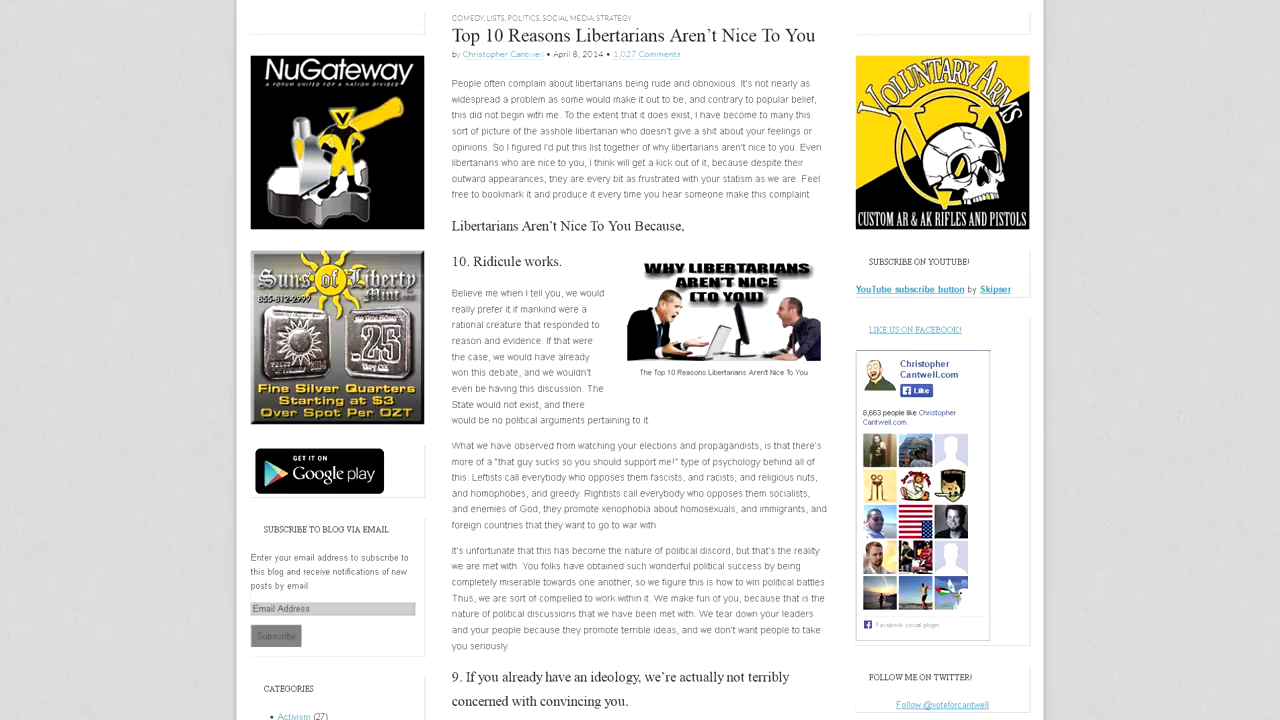 NuGateway
A FORUM UNITED FOR A NATION DIVIDED
Suns of Liberty
Mint.com
855-812-2999
.25
Fine Silver Quarters
Starting at $3
Over Spot Per OZT
GET IT ON
Google play
SUBSCRIBE TO BLOG VIA EMAIL
Enter your email address to subscribe to
this blog and receive notifications of new
posts by email.
Email Address
Subscribe
CATEGORIES
• Activism (27)
COMEDY, LISTS, POLITICS, SOCIAL MEDIA, STRATEGY
Top 10 Reasons Libertarians Aren't Nice To You
by Christopher Cantwell • April 8, 2014 • 1,027 Comments
People often complain about libertarians being rude and obnoxious. It's not nearly as
widespread a problem as some would make it out to be, and contrary to popular belief,
this did not begin with me. To the extent that it does exist, I have become to many this
sort of picture of the asshole libertarian who doesn't give a shit about your feelings or
opinions. So I figured I'd put this list together of why libertarians aren't nice to you. Even
libertarians who are nice to you, I think will get a kick out of it, because despite their
outward appearances, they are every bit as frustrated with your statism as we are. Feel
free to bookmark it and produce it every time you hear someone make this complaint.
Libertarians Aren't Nice To You Because,
10. Ridicule works.
Believe me when I tell you, we would
really prefer it if mankind were a
rational creature that responded to
reason and evidence. If that were
the case, we would have already
won this debate, and we wouldn't
even be having this discussion. The
State would not exist, and there
would be no political arguments pertaining to it.
WHY LIBERTARIANS
AREN'T NICE
(TO YOU)
The Top 10 Reasons Libertarians Aren't Nice To You
What we have observed from watching your elections and propagandists, is that there's
more of a "that guy sucks so you should support me!" type of psychology behind all of
this. Leftists call everybody who opposes them fascists, and racists, and religious nuts,
and homophobes, and greedy. Rightists call everybody who opposes them socialists,
and enemies of God, they promote xenophobia about homosexuals, and immigrants, and
foreign countries that they want to go to war with
It's unfortunate that this has become the nature of political discord, but that's the reality
we are met with. You folks have obtained such wonderful political success by being
completely miserable towards one another, so we figure this is how to win political battles.
Thus, we are sort of compelled to work within it. We make fun of you, because that is the
nature of political discussions that we have been met with. We tear down your leaders
and your people because they promote terrible ideas, and we don't want people to take
you seriously.
9. If you already have an ideology, we're actually not terribly
concerned with convincing you.
VOLUNTARY ARMS
CUSTOM AR & AK RIFLES AND PISTOLS
SUBSCRIBE ON YOUTUBE!
YouTube subscribe button by Skipser
LIKE US ON FACEBOOK!
Christopher
Cantwell.com
Like
8,663 people like Christopher
Cantwell.com.
Facebook social plugin
FOLLOW ME ON TWITTER!
Follow @voteforcantwell